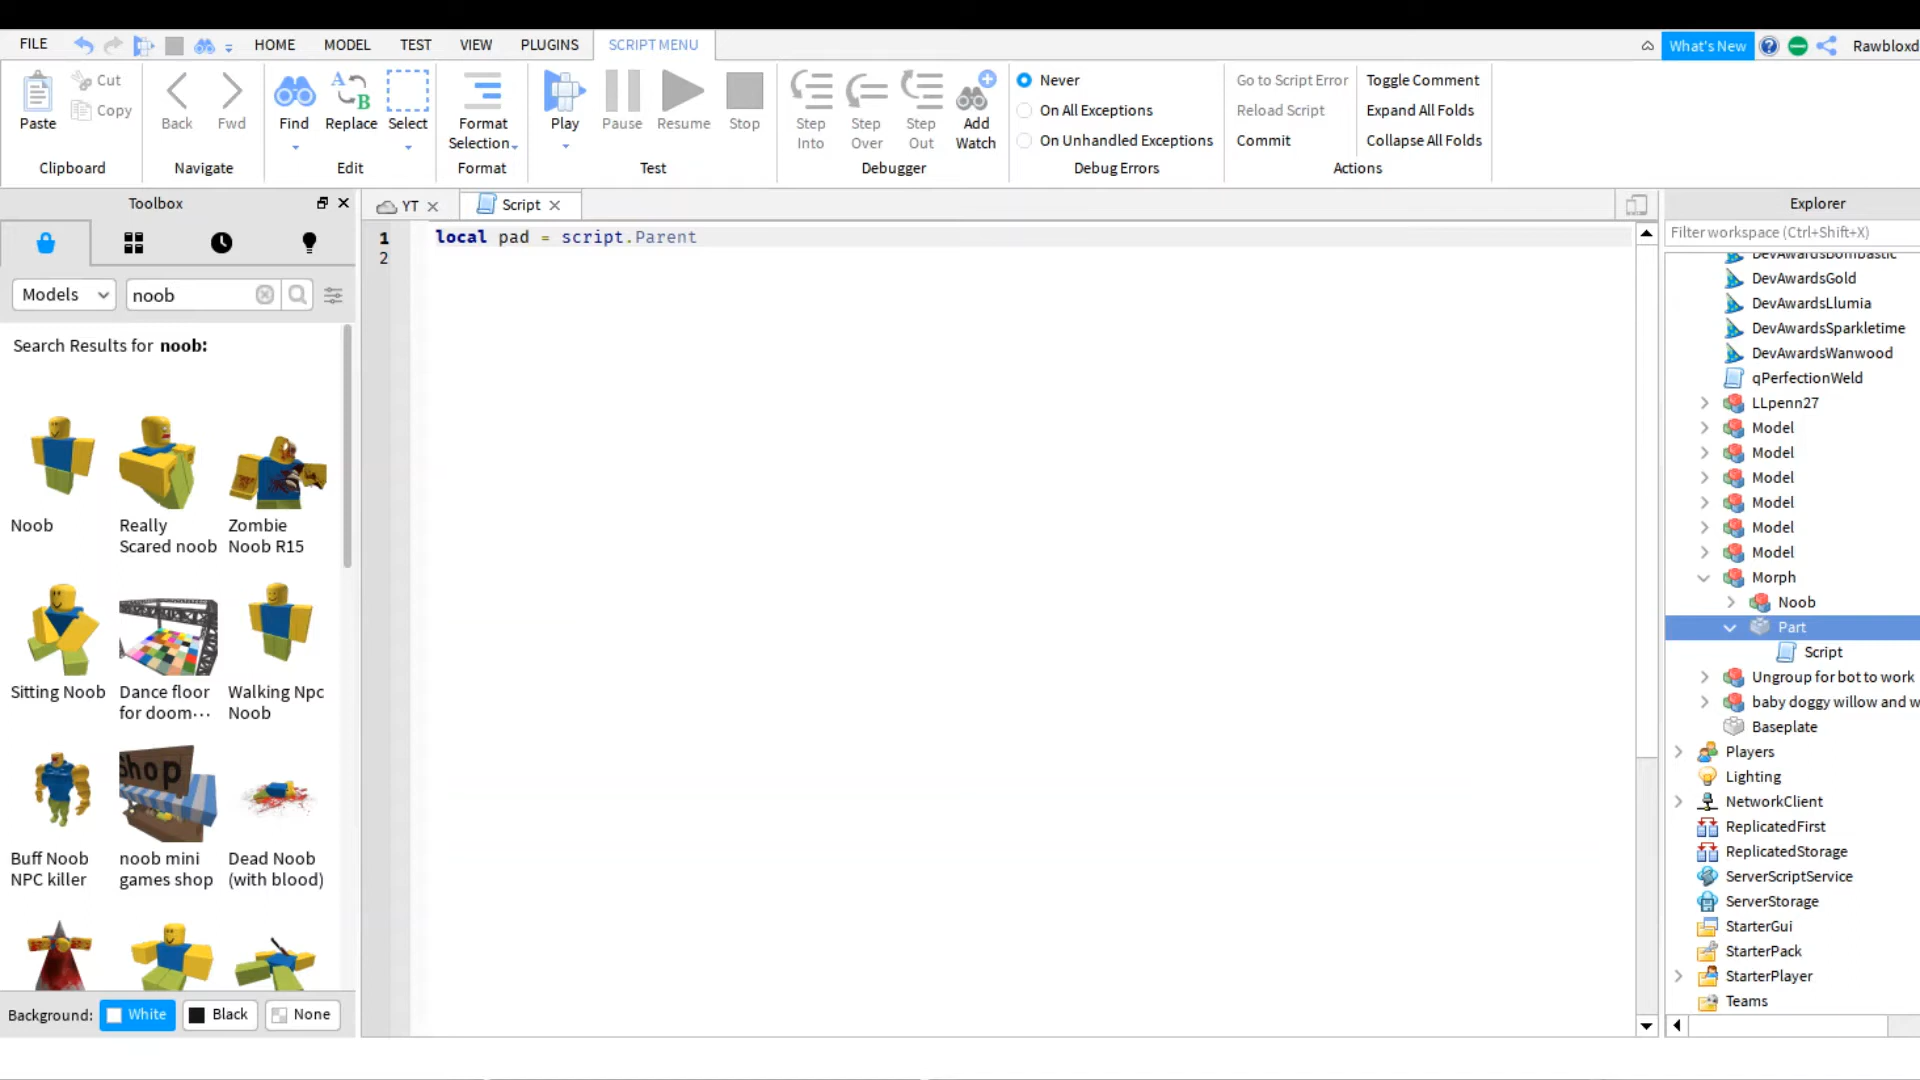 FILE HOME MODEL TEST VIEW PLUGINS SCRIPT MENU What's New Rawbloxd
Paste Cut Copy
Clipboard
Back Fwd
Navigate
Find Replace Select
Edit
Format Selection
Format
Play Pause Resume Stop
Test
Step Into Step Over Step Out Add Watch
Debugger
Never
On All Exceptions
On Unhandled Exceptions
Debug Errors
Go to Script Error Toggle Comment
Reload Script Expand All Folds
Commit Collapse All Folds
Actions
Toolbox
Models noob
Search Results for noob:
Noob
Really Scared noob
Zombie Noob R15
Sitting Noob
Dance floor for doom···
Walking Npc Noob
Shop
Buff Noob NPC killer
noob mini games shop
Dead Noob (with blood)
Background: White Black None
YT Script
1 local pad = script.Parent
2
Explorer
Filter workspace (Ctrl+Shift+X)
DevAwardsBombastic
DevAwardsGold
DevAwardsLlumia
DevAwardsSparkletime
DevAwardsWanwood
qPerfectionWeld
LLpenn27
Model
Model
Model
Model
Model
Model
Morph
Noob
Part
Script
Ungroup for bot to work
baby doggy willow and w
Baseplate
Players
Lighting
NetworkClient
ReplicatedFirst
ReplicatedStorage
ServerScriptService
ServerStorage
StarterGui
StarterPack
StarterPlayer
Teams